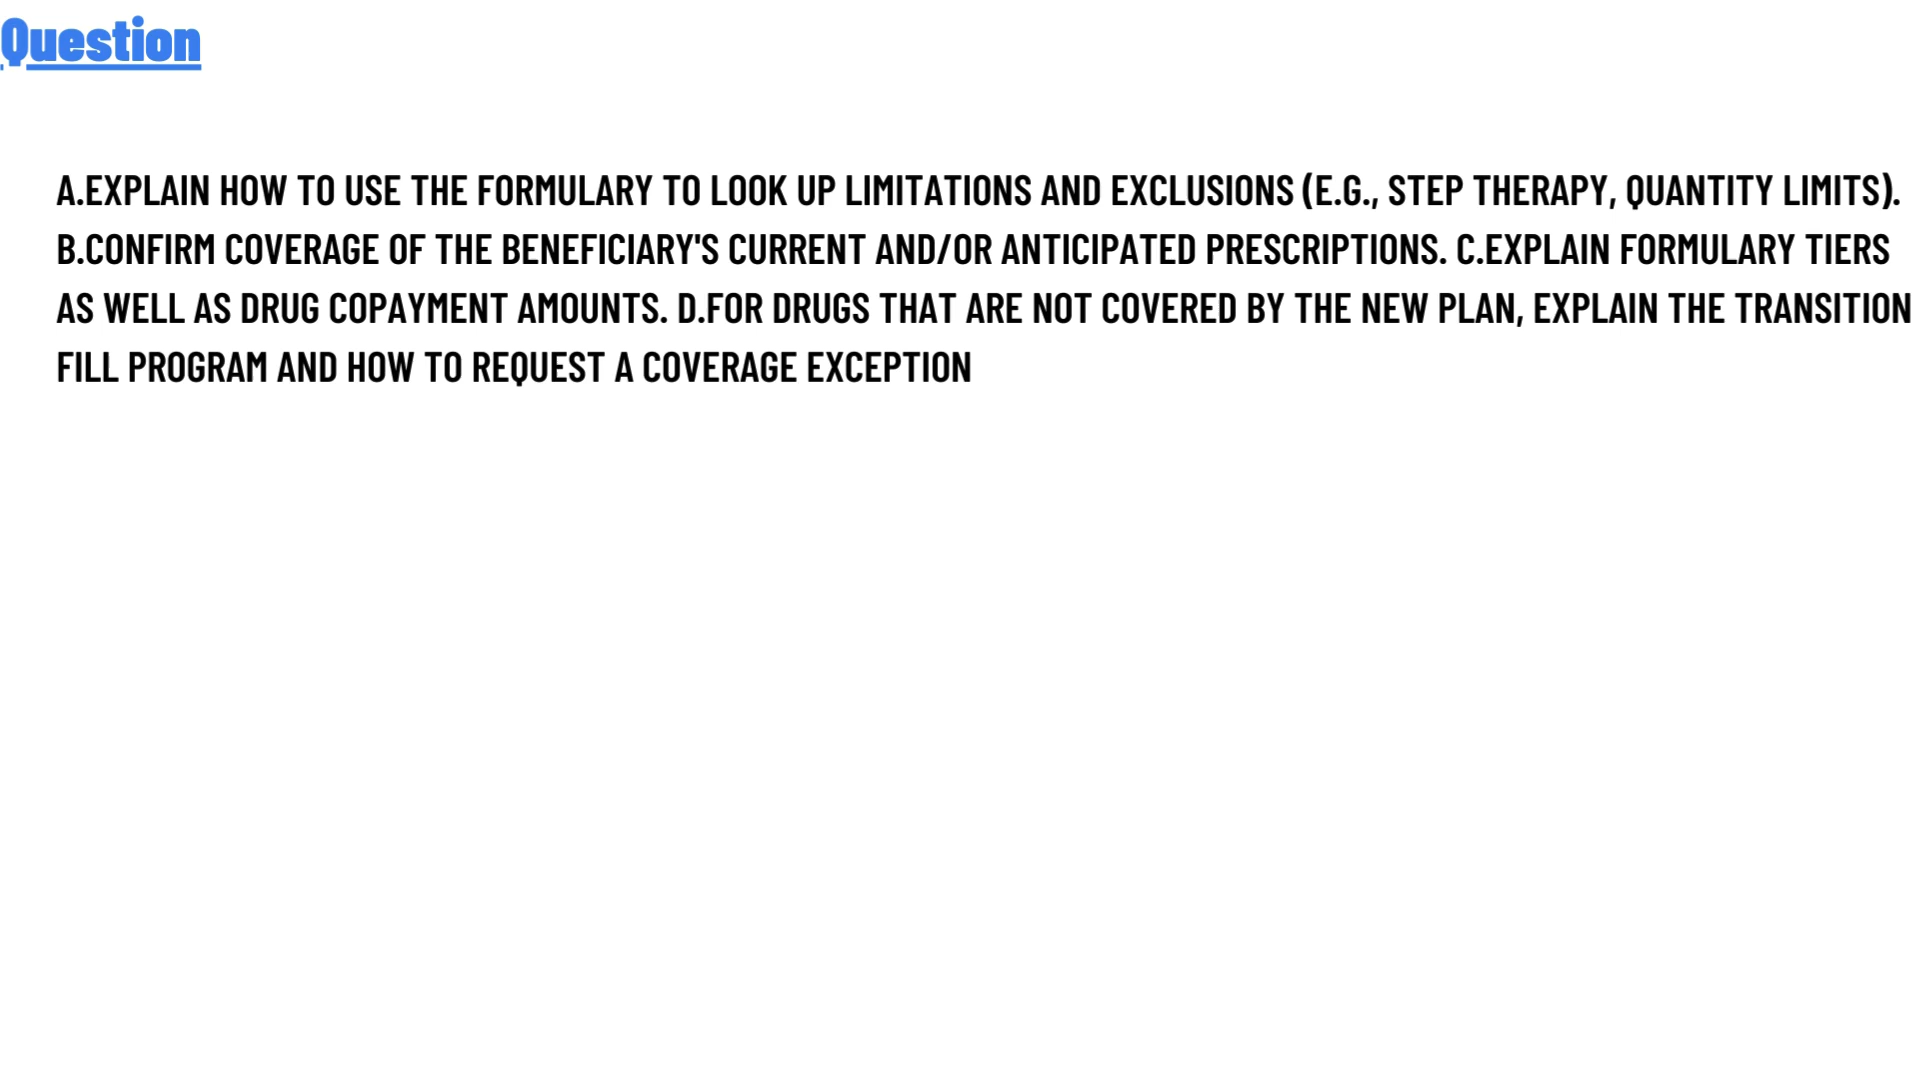 Question
A.EXPLAIN HOW TO USE THE FORMULARY TO LOOK UP LIMITATIONS AND EXCLUSIONS (E.G., STEP THERAPY, QUANTITY LIMITS).
B.CONFIRM COVERAGE OF THE BENEFICIARY'S CURRENT AND/OR ANTICIPATED PRESCRIPTIONS. C.EXPLAIN FORMULARY TIERS
AS WELL AS DRUG COPAYMENT AMOUNTS. D.FOR DRUGS THAT ARE NOT COVERED BY THE NEW PLAN, EXPLAIN THE TRANSITION
FILL PROGRAM AND HOW TO REQUEST A COVERAGE EXCEPTION